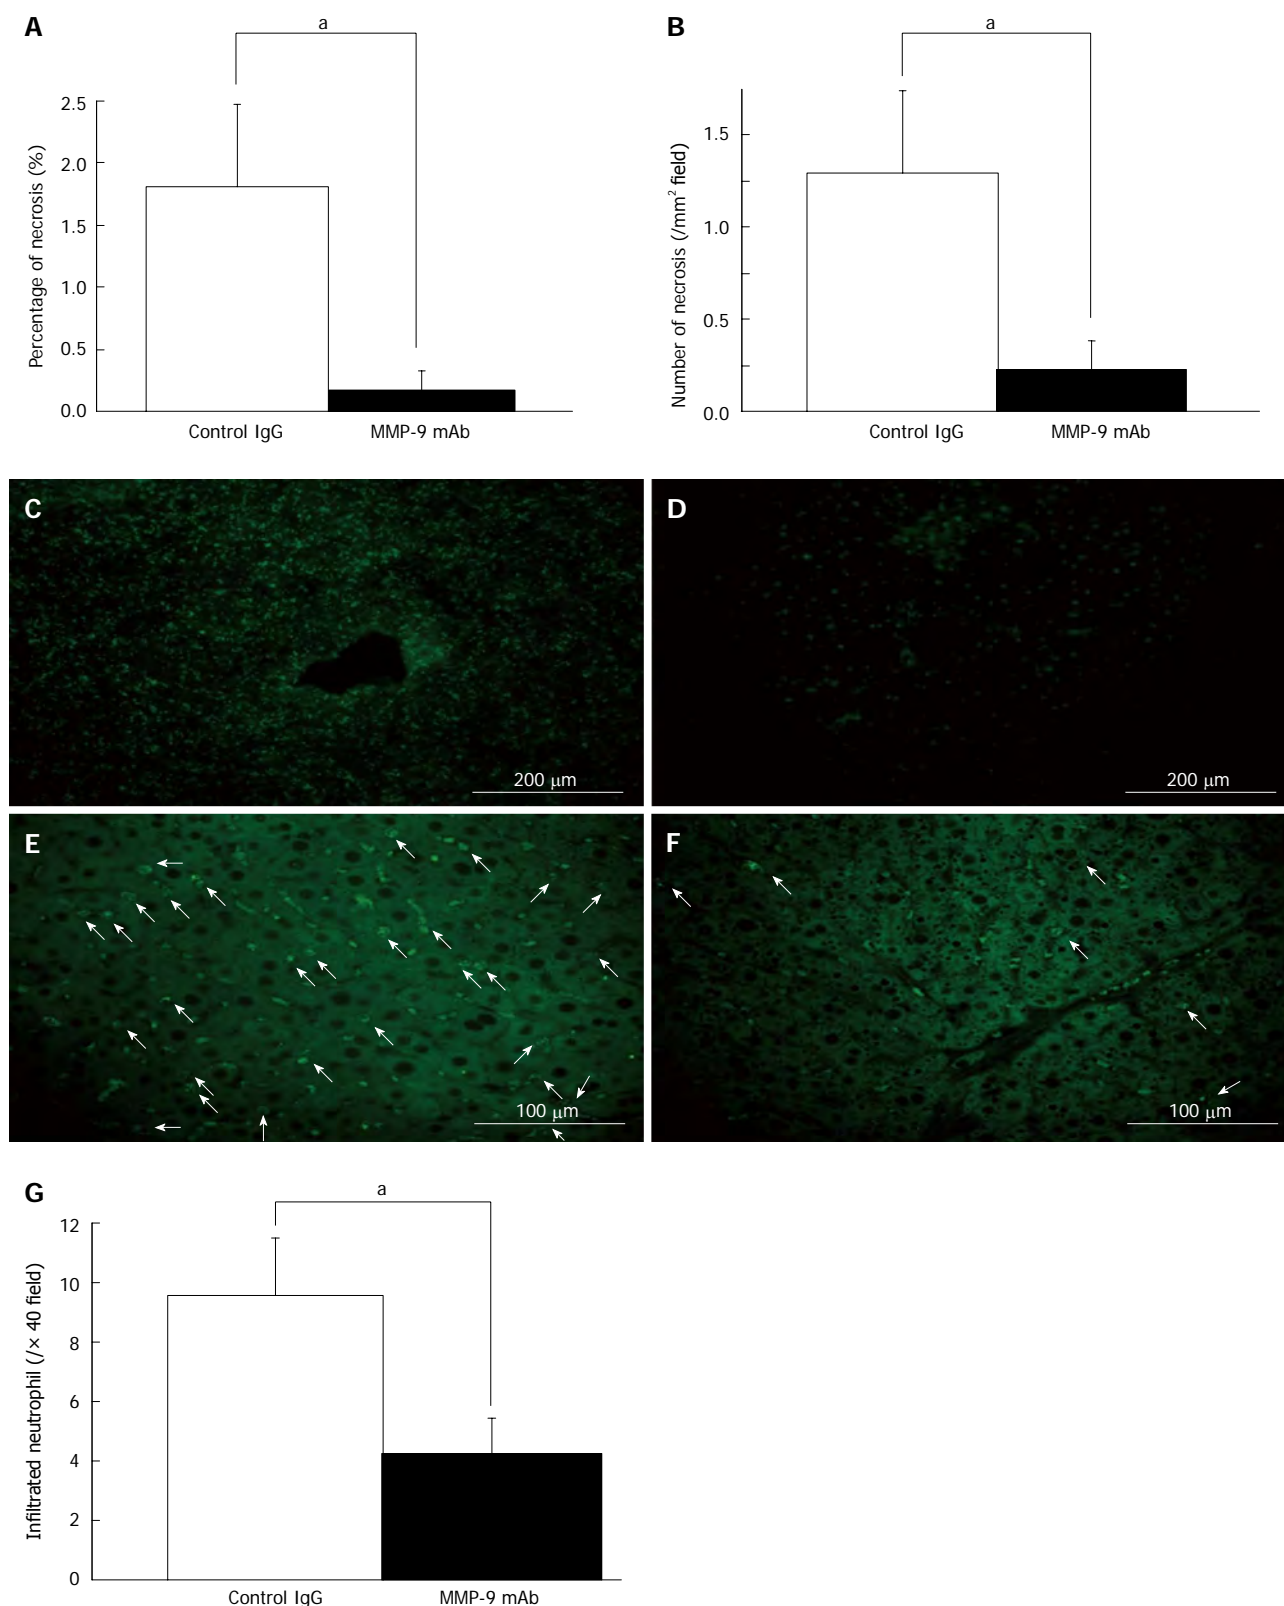 A
a
Percentage of necrosis (%)
2.5
2.0
1.5
1.0
0.5
0.0
Control IgG
MMP-9 mAb
B
a
Number of necrosis (/mm² field)
1.5
1.0
0.5
0.0
Control IgG
MMP-9 mAb
C
200 μm
D
200 μm
E
100 μm
F
100 μm
G
a
Infiltrated neutrophil (/× 40 field)
12
10
8
6
4
2
0
Control IgG
MMP-9 mAb